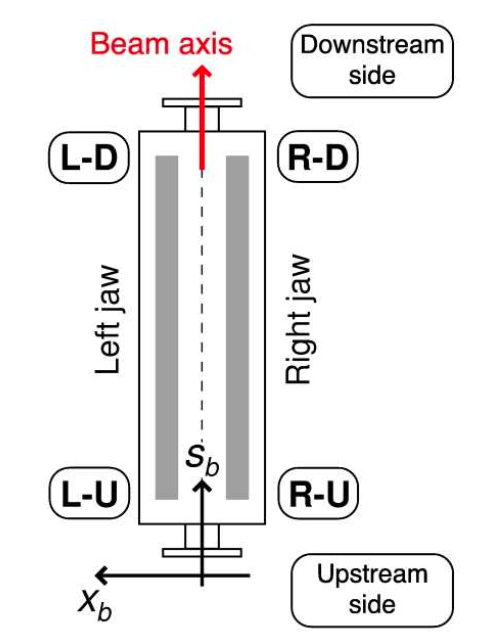 Beam axis
Downstream
side
L-D
R-D
Left jaw
Right jaw
s_b
L-U
R-U
x_b
Upstream
side